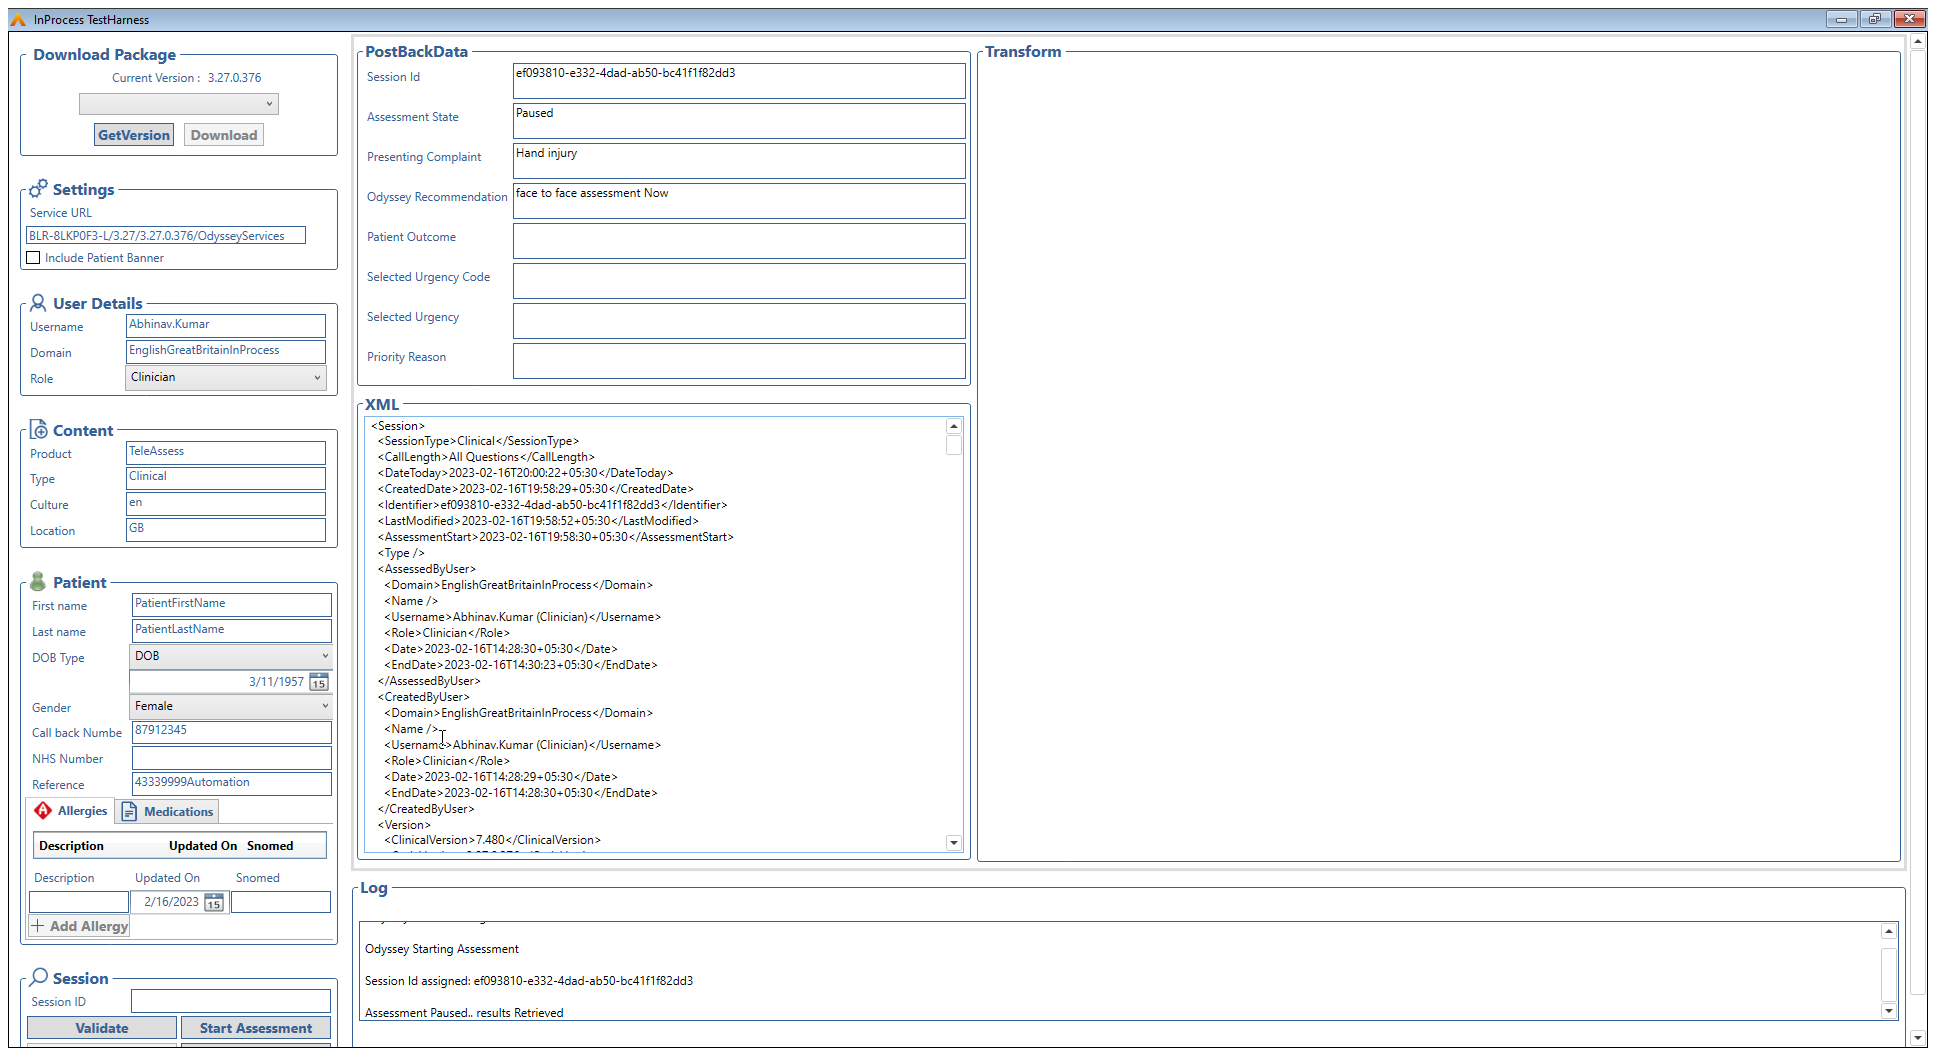 InProcess TestHarness
Download Package
Current Version : 3.27.0.376
GetVersion Download
Settings
Service URL
BLR-8LKP0F3-L/3.27/3.27.0.376/OdysseyServices
Include Patient Banner
User Details
Username Abhinav.Kumar
Domain EnglishGreatBritainInProcess
Role Clinician
Content
Product TeleAssess
Type Clinical
Culture en
Location GB
Patient
First name PatientFirstName
Last name PatientLastName
DOB Type DOB
3/11/1957 15
Gender Female
Call back Numbe 87912345
NHS Number
Reference 43339999Automation
A Allergies Medications
Description Updated On Snomed
Description Updated On Snomed
2/16/2023 15
Add Allergy
Session
Session ID
Validate Start Assessment
PostBackData
Session Id ef093810-e332-4dad-ab50-bc41f1f82dd3
Assessment State Paused
Presenting Complaint Hand injury
Odyssey Recommendation face to face assessment Now
Patient Outcome
Selected Urgency Code
Selected Urgency
Priority Reason
XML
<Session>
<SessionType>Clinical</SessionType>
<CallLength>All Questions</CallLength>
<DateToday>2023-02-16T20:00:22+05:30</DateToday>
<CreatedDate>2023-02-16T19:58:29+05:30</CreatedDate>
<Identifier>ef093810-e332-4dad-ab50-bc41f1f82dd3</Identifier>
<LastModified>2023-02-16T19:58:52+05:30</LastModified>
<AssessmentStart>2023-02-16T19:58:30+05:30</AssessmentStart>
<Type />
<AssessedByUser>
<Domain>EnglishGreatBritainInProcess</Domain>
<Name />
<Username>Abhinav.Kumar (Clinician)</Username>
<Role>Clinician</Role>
<Date>2023-02-16T14:28:30+05:30</Date>
<EndDate>2023-02-16T14:30:23+05:30</EndDate>
</AssessedByUser>
<CreatedByUser>
<Domain>EnglishGreatBritainInProcess</Domain>
<Name />
<Username>Abhinav.Kumar (Clinician)</Username>
<Role>Clinician</Role>
<Date>2023-02-16T14:28:29+05:30</Date>
<EndDate>2023-02-16T14:28:30+05:30</EndDate>
</CreatedByUser>
<Version>
<ClinicalVersion>7.480</ClinicalVersion>
Transform
Log
Odyssey Starting Assessment
Session Id assigned: ef093810-e332-4dad-ab50-bc41f1f82dd3
Assessment Paused.. results Retrieved